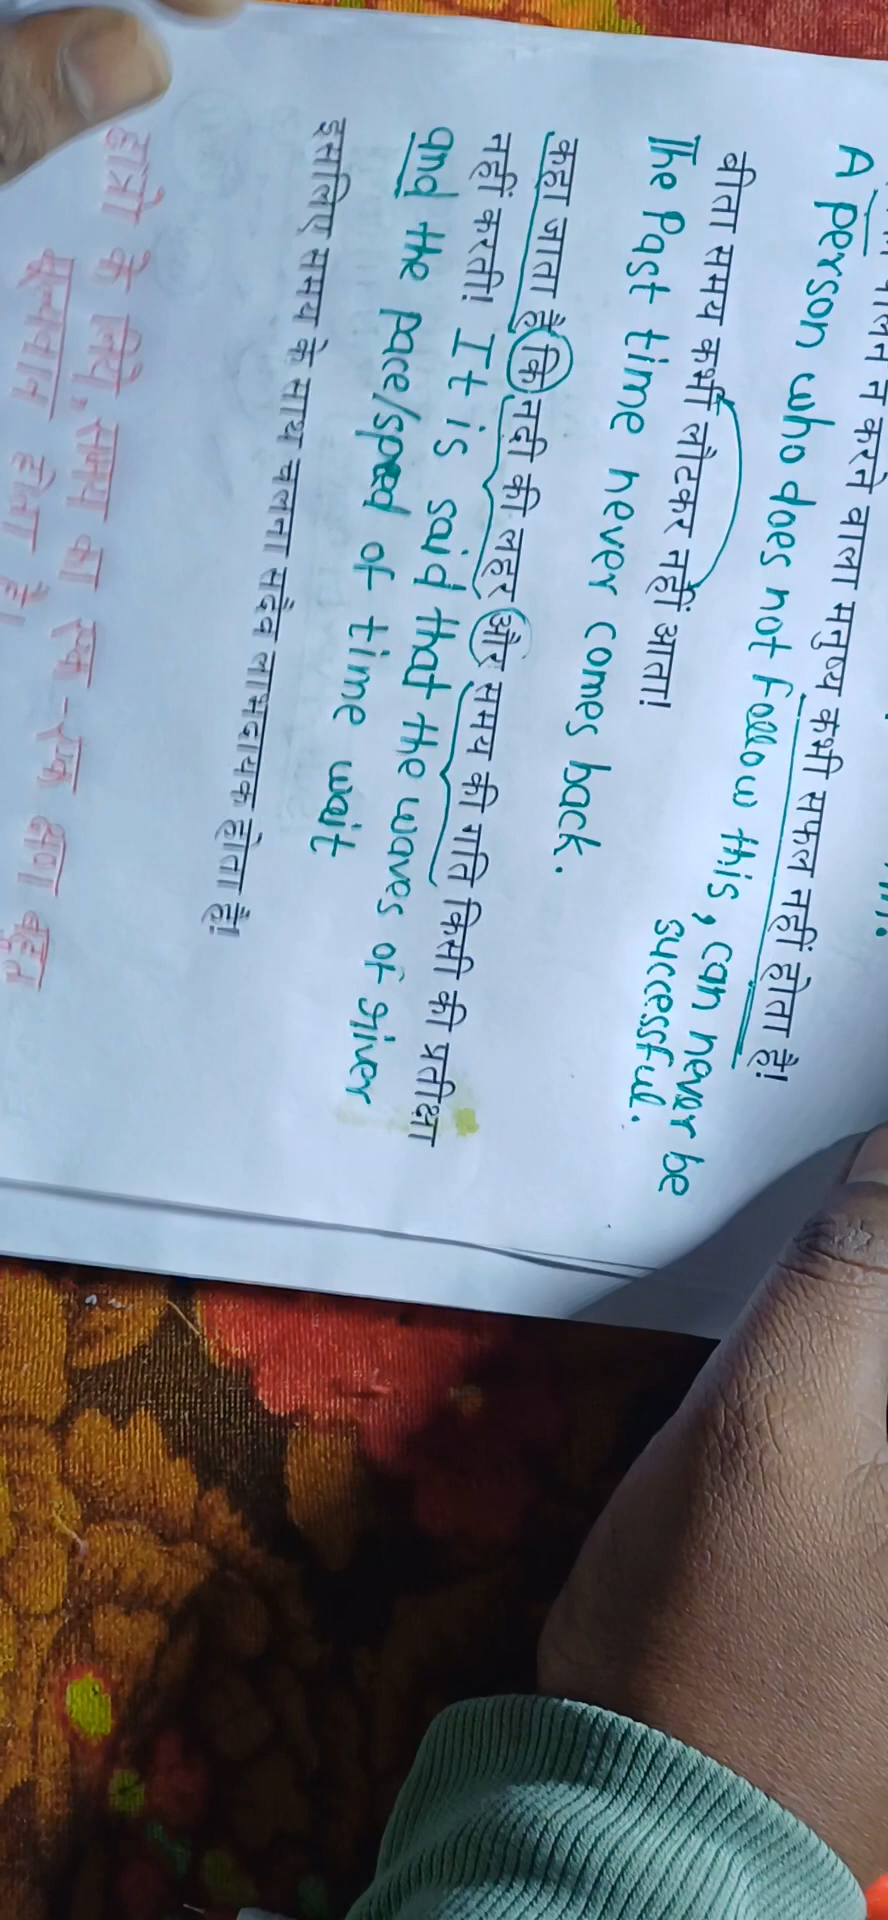 पालन न करने वाला मनुष्य कभी सफल नहीं होता है!
A person who does not follow this, can never be
successful.
बीता समय कभी लौटकर नहीं आता!
The Past time never comes back.
कहा जाता है कि नदी की लहर और समय की गति किसी की प्रतीक्षा
नहीं करती! It is said that the waves of river
and the pace/speed of time wait
इसलिए समय के साथ चलना सदैव लाभदायक होता है!
के लिये, समय का एक-एक क्षण बहुत
मूल्यवान होता है।